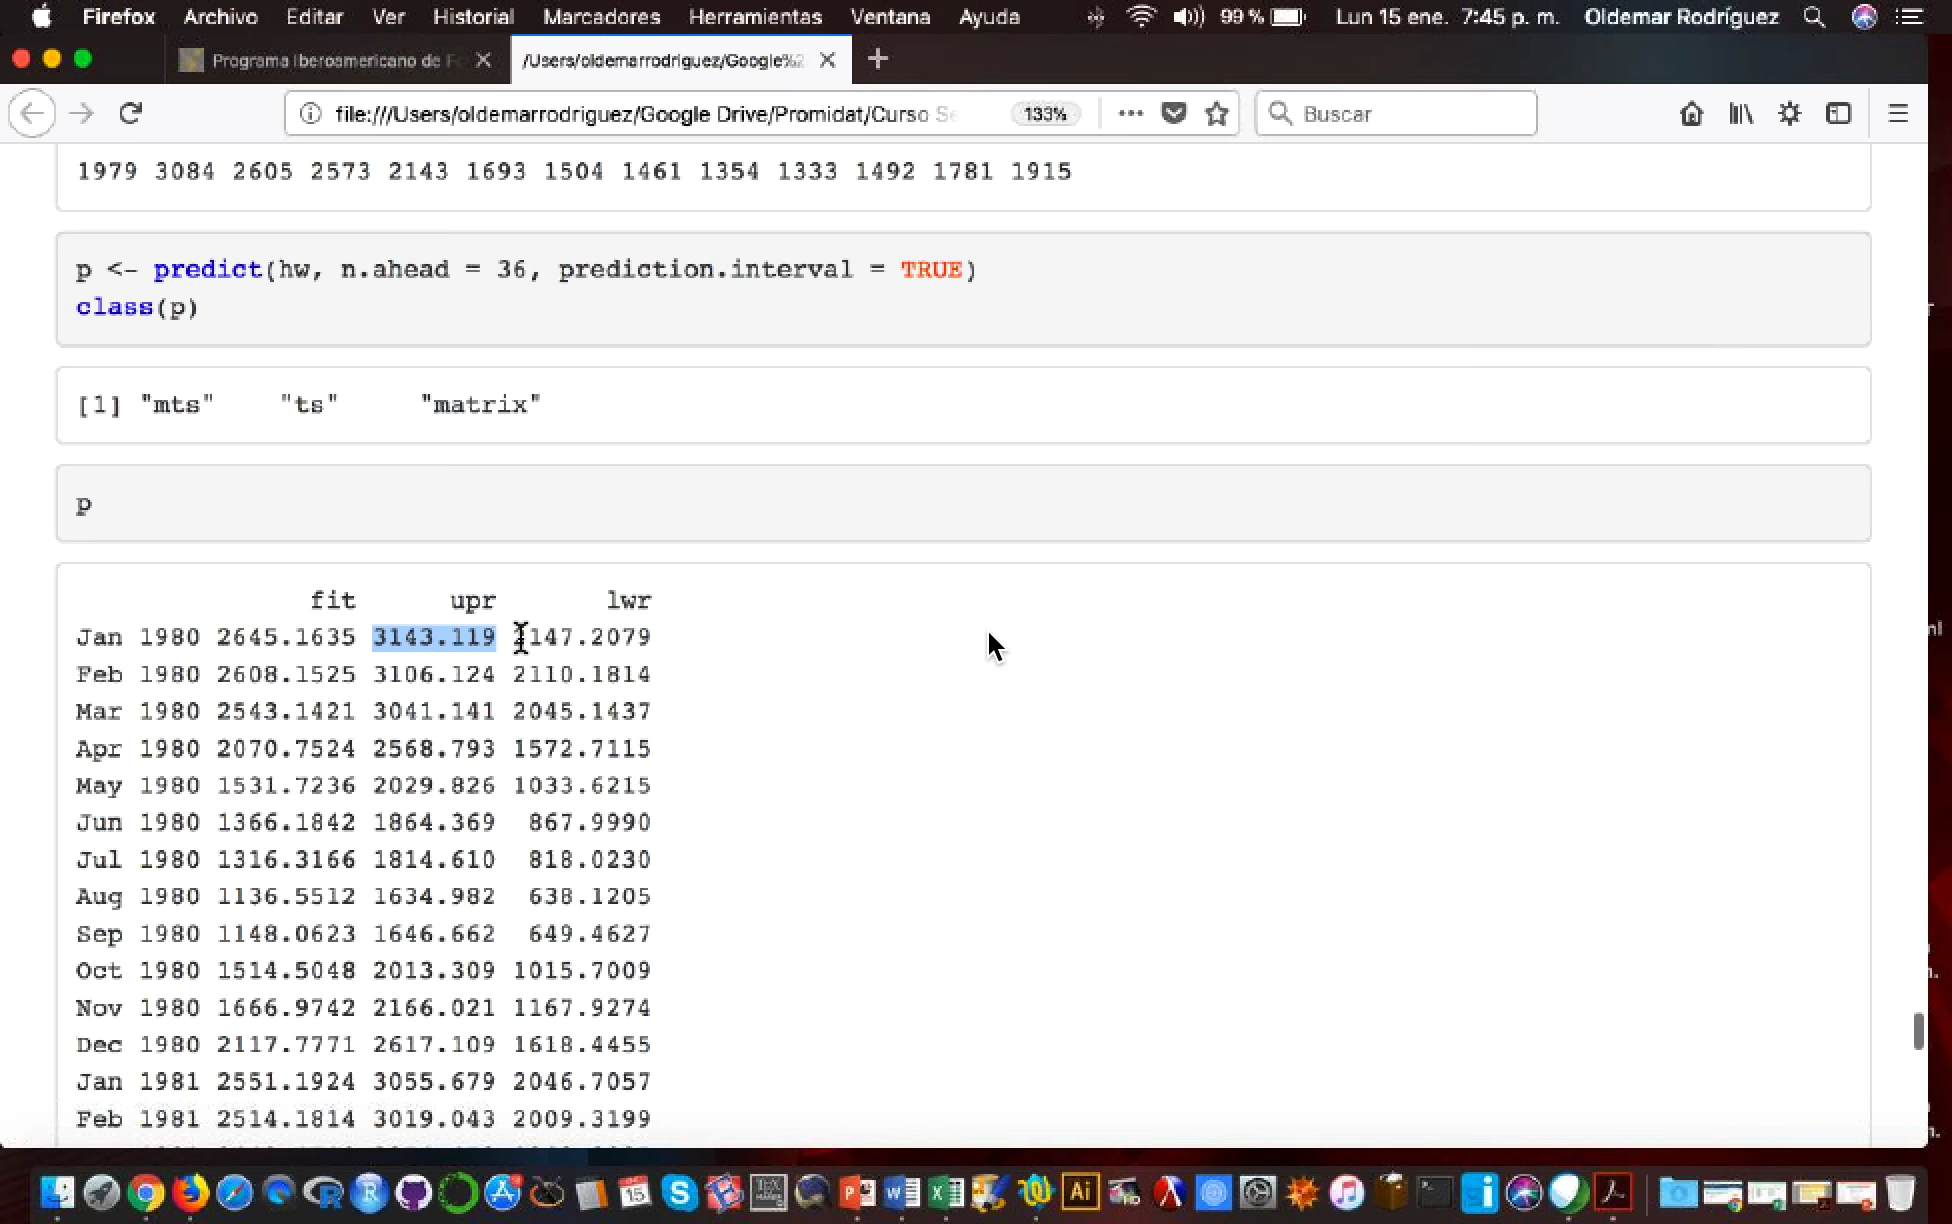 Firefox Archivo Editar Ver Historial Marcadores Herramientas Ventana Ayuda 99 % Lun 15 ene. 7:45 p. m. Oldemar Rodríguez
Programa Iberoamericano de F /Users/oldemarrodriguez/Google%2
file:///Users/oldemarrodriguez/Google Drive/Promidat/Curso Se 133% Buscar
1979 3084 2605 2573 2143 1693 1504 1461 1354 1333 1492 1781 1915
p <- predict(hw, n.ahead = 36, prediction.interval = TRUE)
class(p)
[1] "mts" "ts" "matrix"
p
fit upr lwr
Jan 1980 2645.1635 3143.119 2147.2079
Feb 1980 2608.1525 3106.124 2110.1814
Mar 1980 2543.1421 3041.141 2045.1437
Apr 1980 2070.7524 2568.793 1572.7115
May 1980 1531.7236 2029.826 1033.6215
Jun 1980 1366.1842 1864.369 867.9990
Jul 1980 1316.3166 1814.610 818.0230
Aug 1980 1136.5512 1634.982 638.1205
Sep 1980 1148.0623 1646.662 649.4627
Oct 1980 1514.5048 2013.309 1015.7009
Nov 1980 1666.9742 2166.021 1167.9274
Dec 1980 2117.7771 2617.109 1618.4455
Jan 1981 2551.1924 3055.679 2046.7057
Feb 1981 2514.1814 3019.043 2009.3199